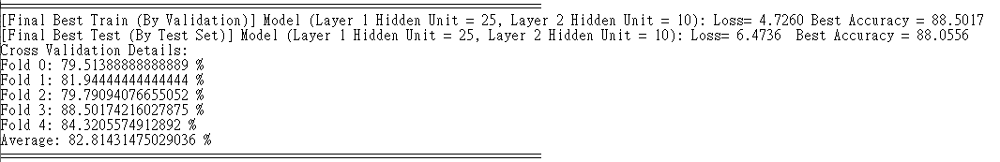 [Final Best Train (By Validation)] Model (Layer 1 Hidden Unit = 25, Layer 2 Hidden Unit = 10): Loss= 4.7260 Best Accuracy = 88.5017
[Final Best Test (By Test Set)] Model (Layer 1 Hidden Unit = 25, Layer 2 Hidden Unit = 10): Loss= 6.4736  Best Accuracy = 88.0556
Cross Validation Details:
Fold 0: 79.51388888888889 %
Fold 1: 81.94444444444444 %
Fold 2: 79.79094076655052 %
Fold 3: 88.50174216027875 %
Fold 4: 84.3205574912892 %
Average: 82.81431475029036 %